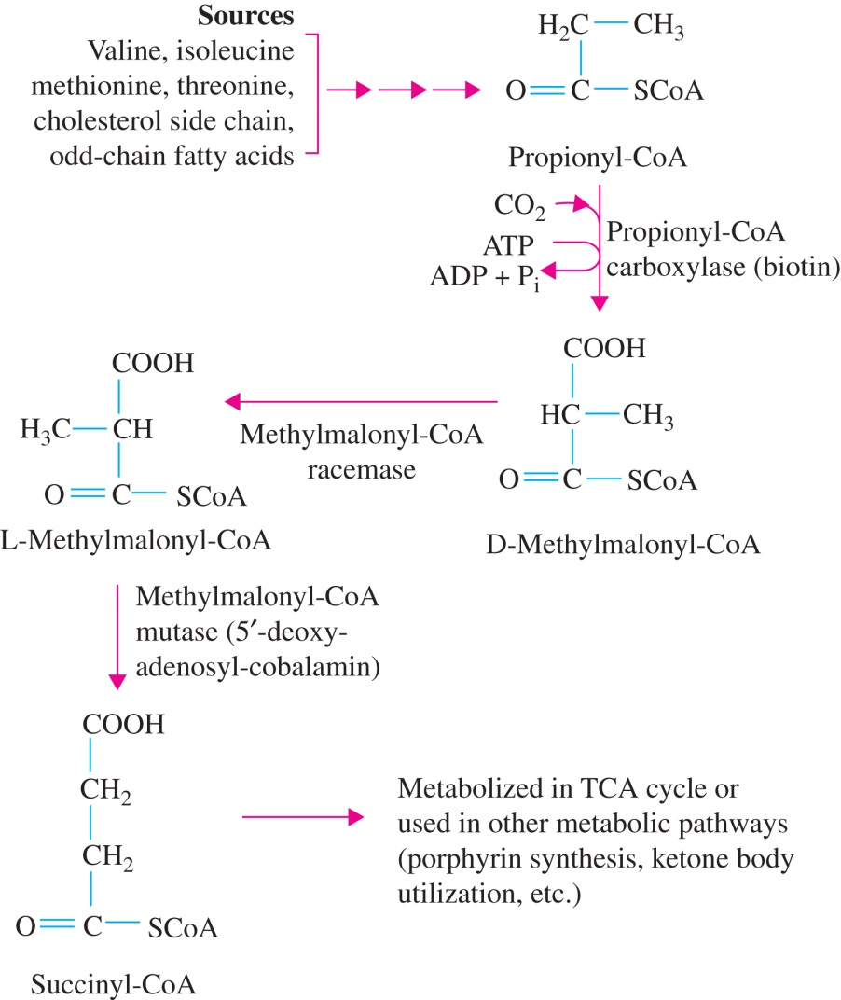 Sources
Valine, isoleucine
methionine, threonine,
cholesterol side chain,
odd-chain fatty acids
H₂C—CH₃
O=C—SCoA
Propionyl-CoA
CO₂
ATP
ADP + Pᵢ
Propionyl-CoA
carboxylase (biotin)
COOH
HC—CH₃
O=C—SCoA
D-Methylmalonyl-CoA
Methylmalonyl-CoA
racemase
COOH
H₃C—CH
O=C—SCoA
L-Methylmalonyl-CoA
Methylmalonyl-CoA
mutase (5′-deoxy-
adenosyl-cobalamin)
COOH
CH₂
CH₂
O=C—SCoA
Succinyl-CoA
Metabolized in TCA cycle or
used in other metabolic pathways
(porphyrin synthesis, ketone body
utilization, etc.)